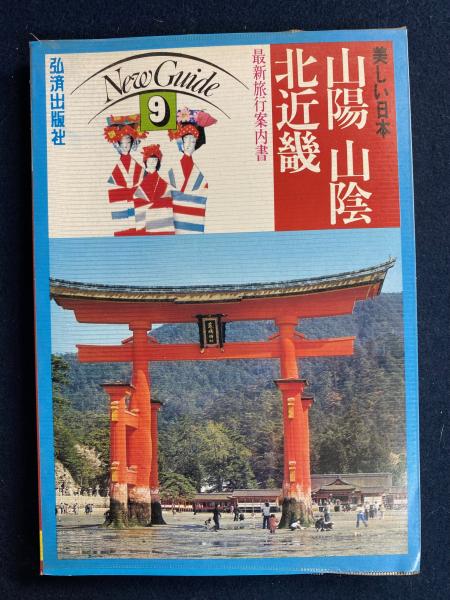 美しい日本
山陽 山陰
北近畿
最新旅行案内書
New Guide
9
弘済出版社